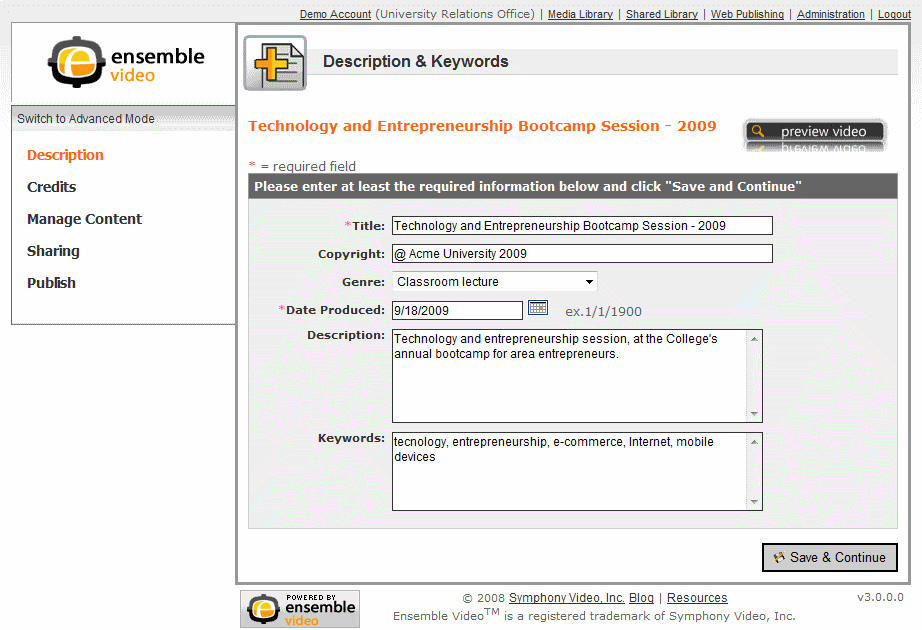 Demo Account (University Relations Office) | Media Library | Shared Library | Web Publishing | Administration | Logout
ensemble
video
Switch to Advanced Mode
Description
Credits
Manage Content
Sharing
Publish
Description & Keywords
Technology and Entrepreneurship Bootcamp Session - 2009
preview video
* = required field
Please enter at least the required information below and click "Save and Continue"
*Title: Technology and Entrepreneurship Bootcamp Session - 2009
Copyright: @ Acme University 2009
Genre: Classroom lecture
*Date Produced: 9/18/2009 ex.1/1/1900
Description: Technology and entrepreneurship session, at the College's
annual bootcamp for area entrepreneurs.
Keywords: tecnology, entrepreneurship, e-commerce, Internet, mobile
devices
Save & Continue
POWERED BY
ensemble
video
© 2008 Symphony Video, Inc. Blog | Resources
v3.0.0.0
Ensemble Video™ is a registered trademark of Symphony Video, Inc.